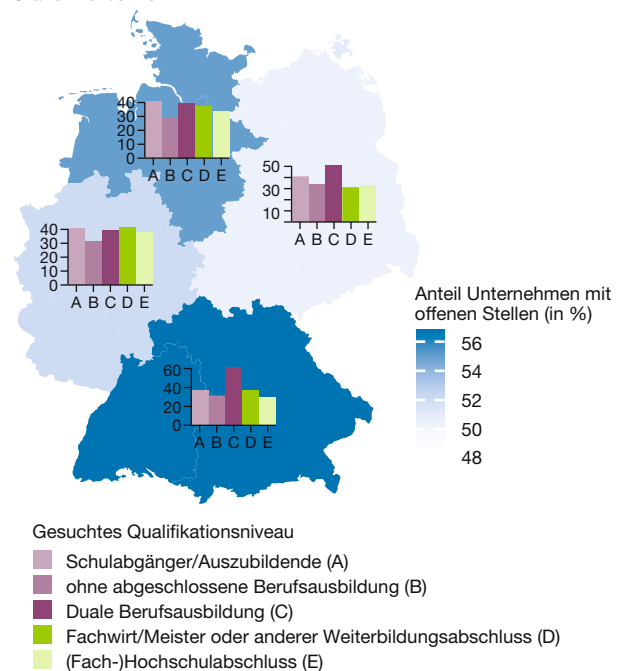 40
30
20
10
0
A B C D E
50
30
10
A B C D E
40
30
20
10
0
A B C D E
Anteil Unternehmen mit
offenen Stellen (in %)
56
54
52
50
48
60
40
20
0
A B C D E
Gesuchtes Qualifikationsniveau
Schulabgänger/Auszubildende (A)
ohne abgeschlossene Berufsausbildung (B)
Duale Berufsausbildung (C)
Fachwirt/Meister oder anderer Weiterbildungsabschluss (D)
(Fach-)Hochschulabschluss (E)